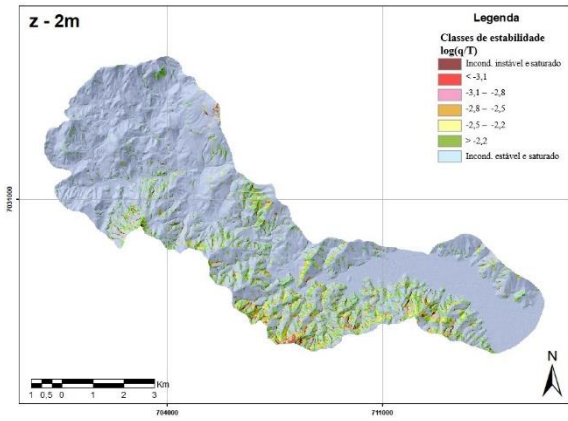 z - 2m
Legenda
Classes de estabilidade
log(q/T)
Incond. instável e saturado
< -3,1
-3,1 – -2,8
-2,8 – -2,5
-2,5 – -2,2
> -2,2
Incond. estável e saturado
7031000
N
Km
1 0,5 0 1 2 3
704000 711000